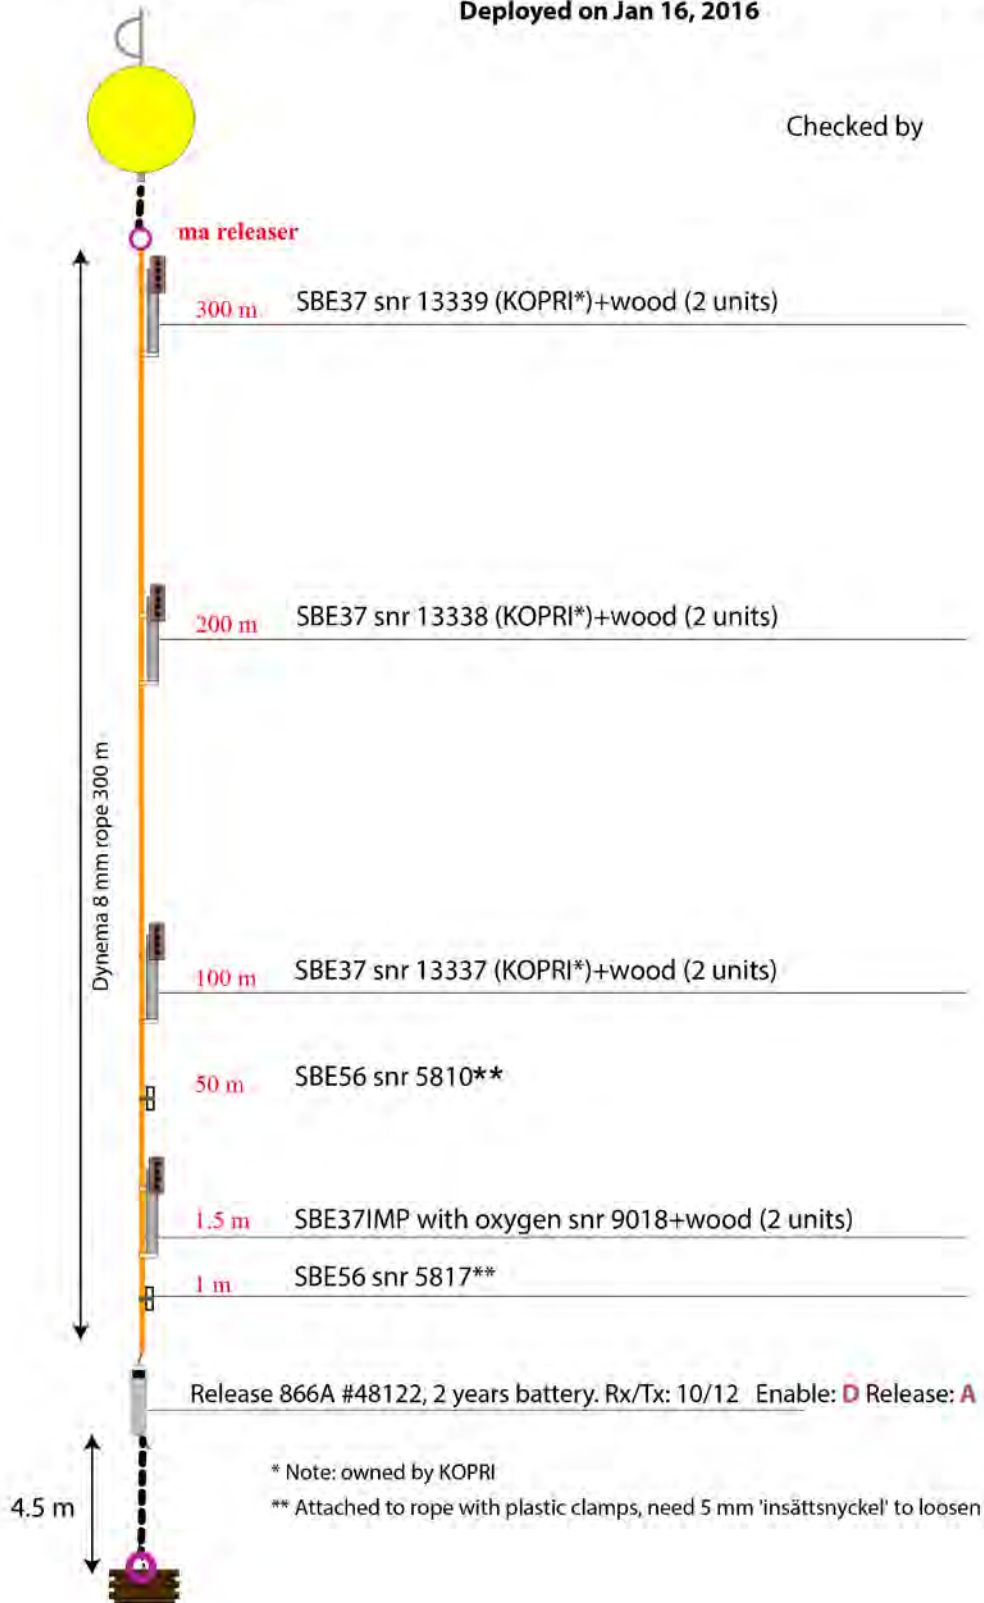 Deployed on Jan 16, 2016
Checked by
ma releaser
300 m SBE37 snr 13339 (KOPRI*)+wood (2 units)
200 m SBE37 snr 13338 (KOPRI*)+wood (2 units)
Dynema 8 mm rope 300 m
100 m SBE37 snr 13337 (KOPRI*)+wood (2 units)
50 m SBE56 snr 5810**
1.5 m SBE37IMP with oxygen snr 9018+wood (2 units)
1 m SBE56 snr 5817**
Release 866A #48122, 2 years battery. Rx/Tx: 10/12 Enable: D Release: A
* Note: owned by KOPRI
4.5 m
** Attached to rope with plastic clamps, need 5 mm 'insättsnyckel' to loosen